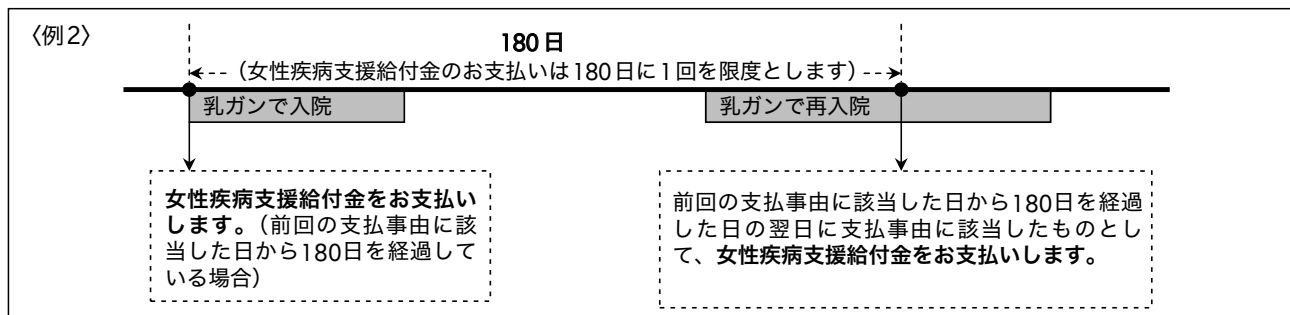 〈例2〉
180日
（女性疾病支援給付金のお支払いは180日に1回を限度とします）
乳ガンで入院
乳ガンで再入院
女性疾病支援給付金をお支払い
します。（前回の支払事由に該
当した日から180日を経過して
いる場合）
前回の支払事由に該当した日から180日を経過
した日の翌日に支払事由に該当したものとし
て、女性疾病支援給付金をお支払いします。